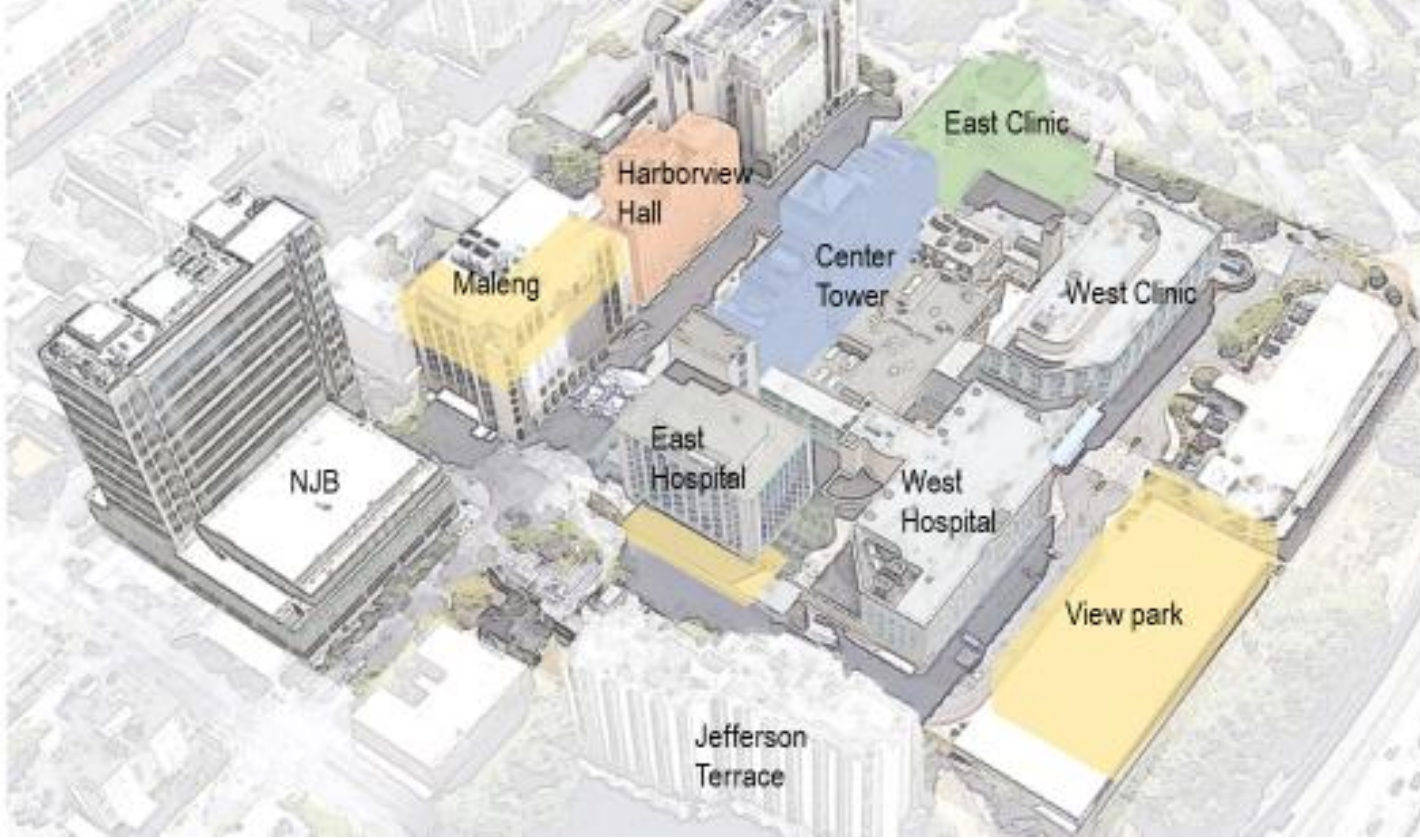 East Clinic
Harborview
Hall
Center
Tower
Maleng
West Clinic
East
Hospital
NJB
West
Hospital
View park
Jefferson
Terrace